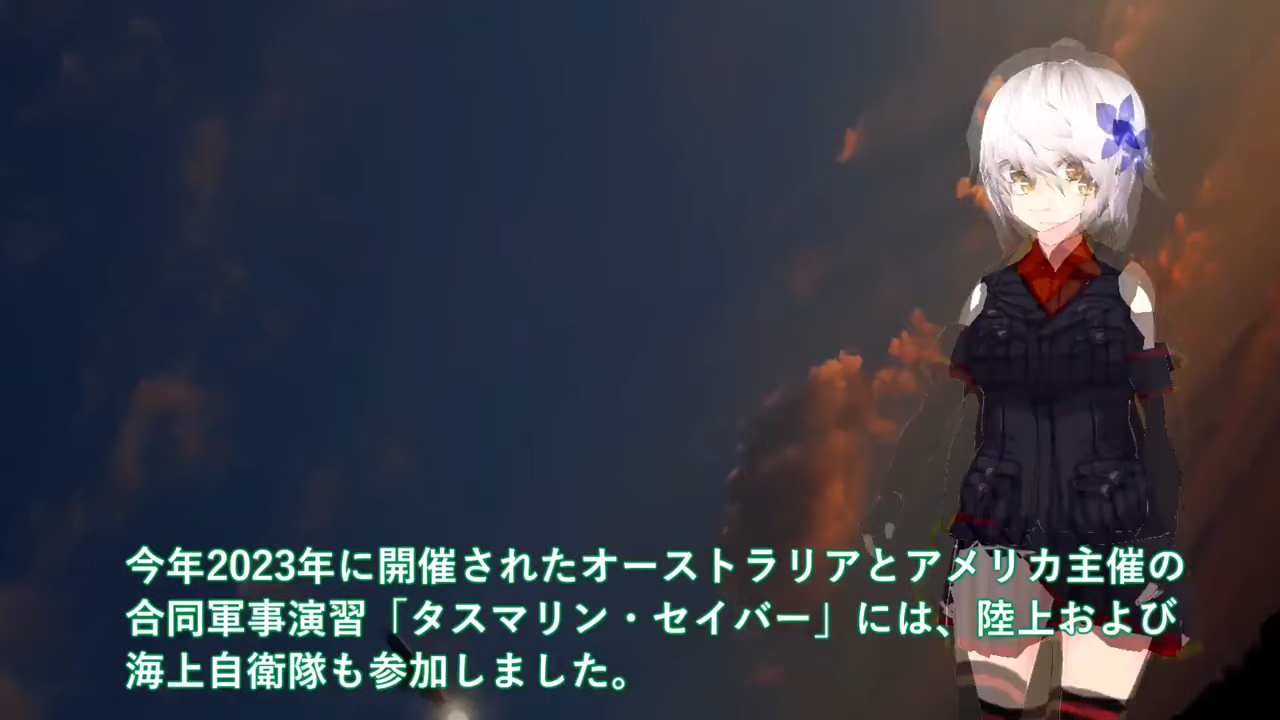 今年2023年に開催されたオーストラリアとアメリカ主催の
合同軍事演習「タスマリン・セイバー」には、陸上および
海上自衛隊も参加しました。